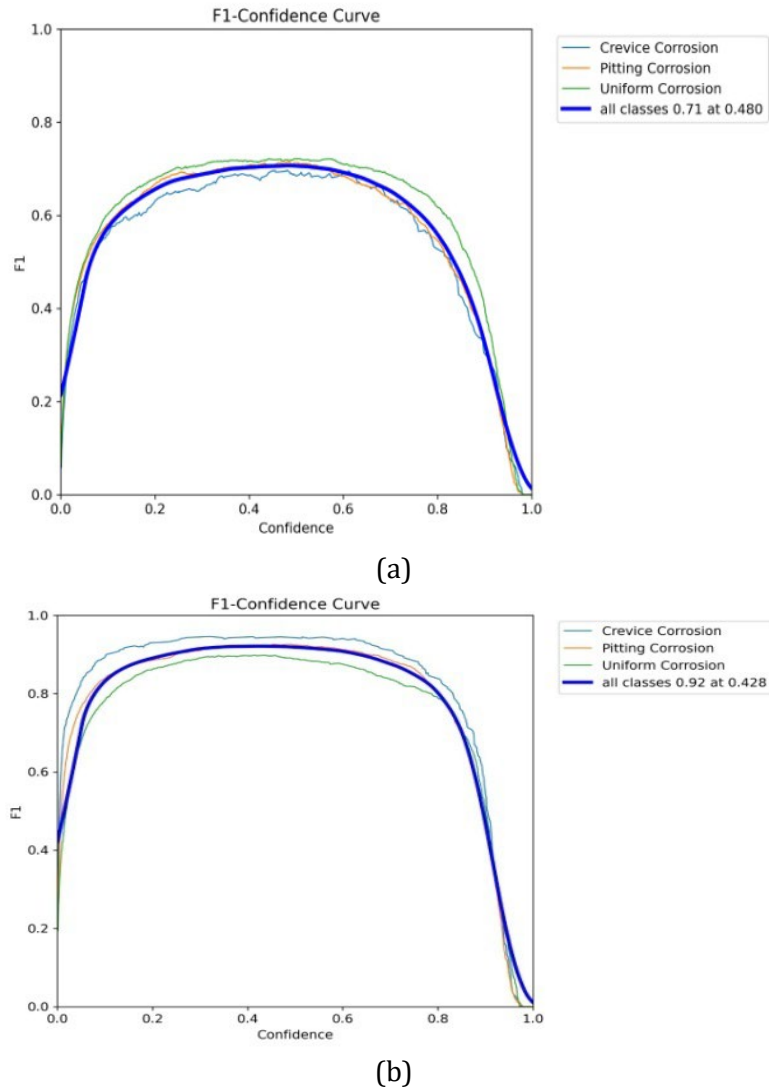 F1-Confidence Curve
1.0
0.8
0.6
0.4
0.2
0.0
F1
0.0 0.2 0.4 0.6 0.8 1.0
Confidence
Crevice Corrosion
Pitting Corrosion
Uniform Corrosion
all classes 0.71 at 0.480
(a)
F1-Confidence Curve
1.0
0.8
0.6
0.4
0.2
0.0
F1
0.0 0.2 0.4 0.6 0.8 1.0
Confidence
Crevice Corrosion
Pitting Corrosion
Uniform Corrosion
all classes 0.92 at 0.428
(b)